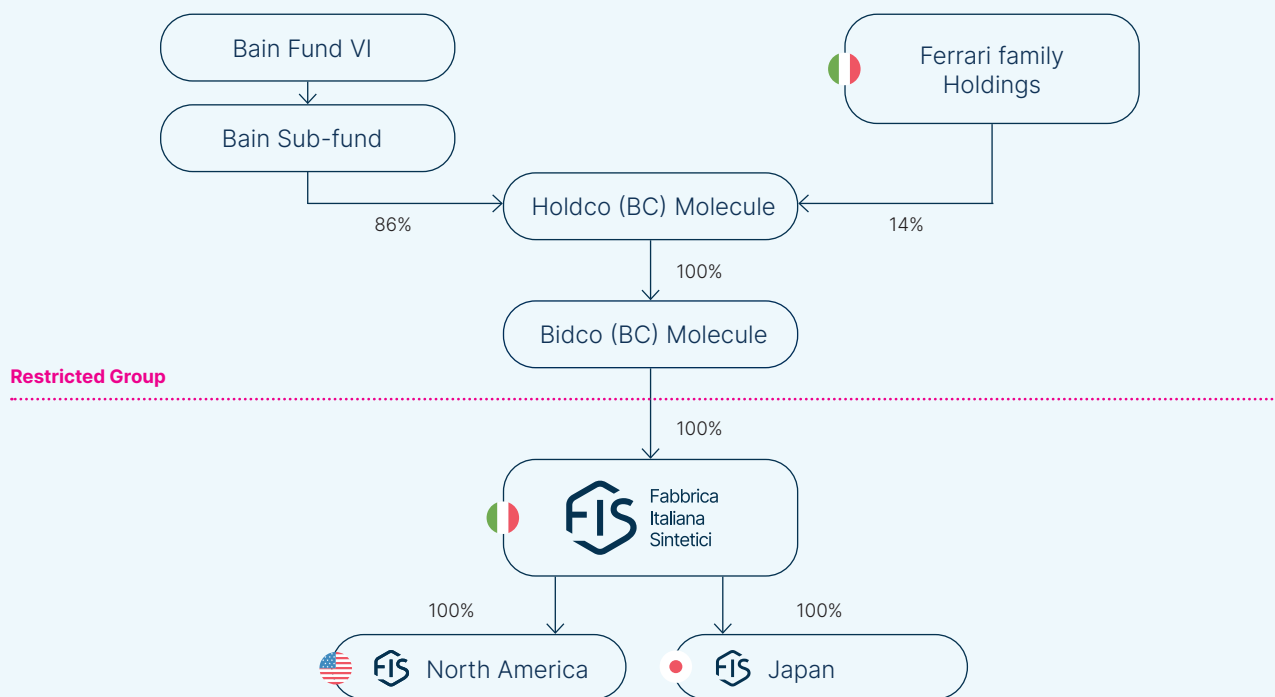 Bain Fund VI
Ferrari family
Holdings
Bain Sub-fund
Holdco (BC) Molecule
86%
14%
100%
Bidco (BC) Molecule
Restricted Group
100%
FIS
Fabbrica
Italiana
Sintetici
100%
100%
FIS North America
FIS Japan